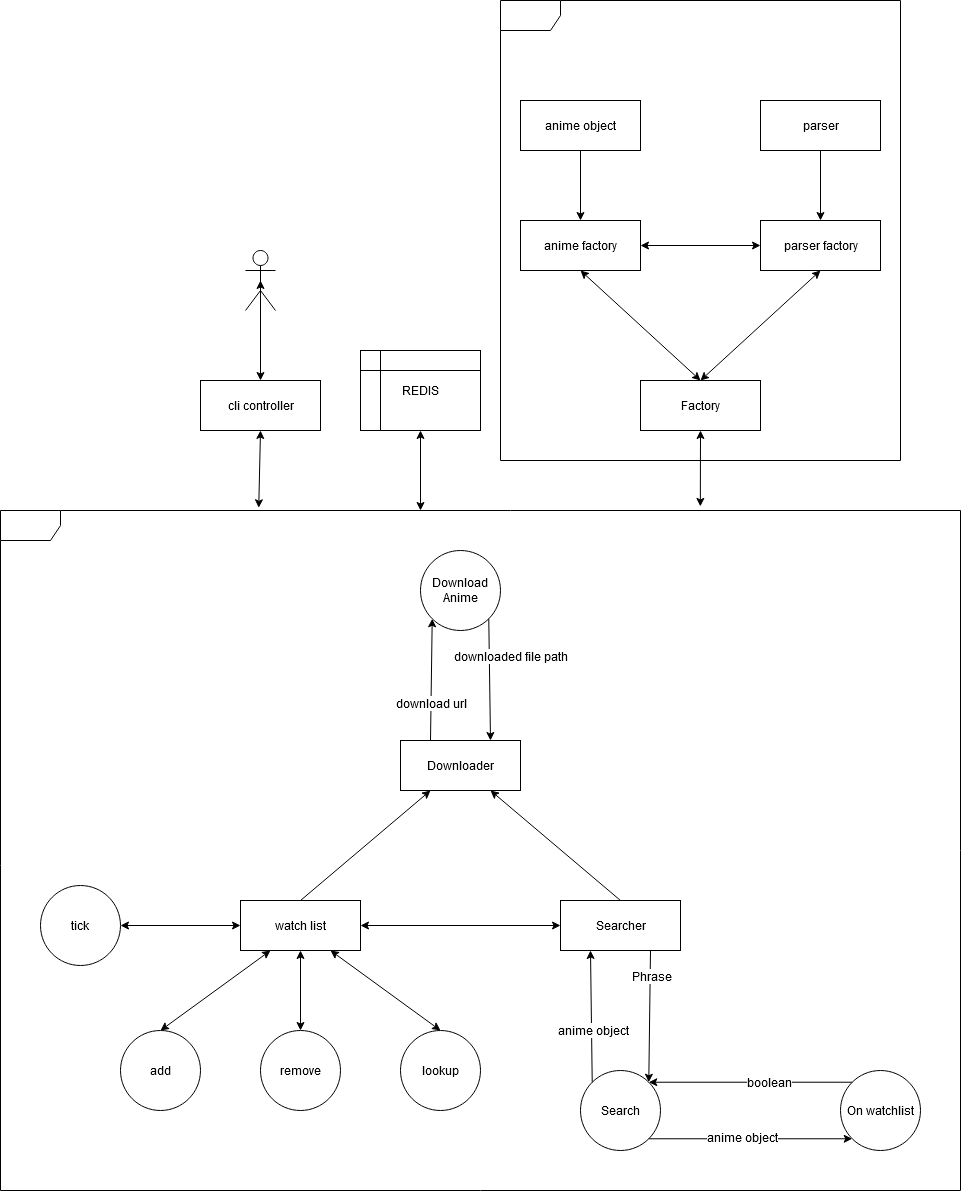 anime object
parser
anime factory
parser factory
cli controller
REDIS
Factory
Download
Anime
downloaded file path
download url
Downloader
tick
watch list
Searcher
Phrase
anime object
add
remove
lookup
Search
boolean
On watchlist
anime object